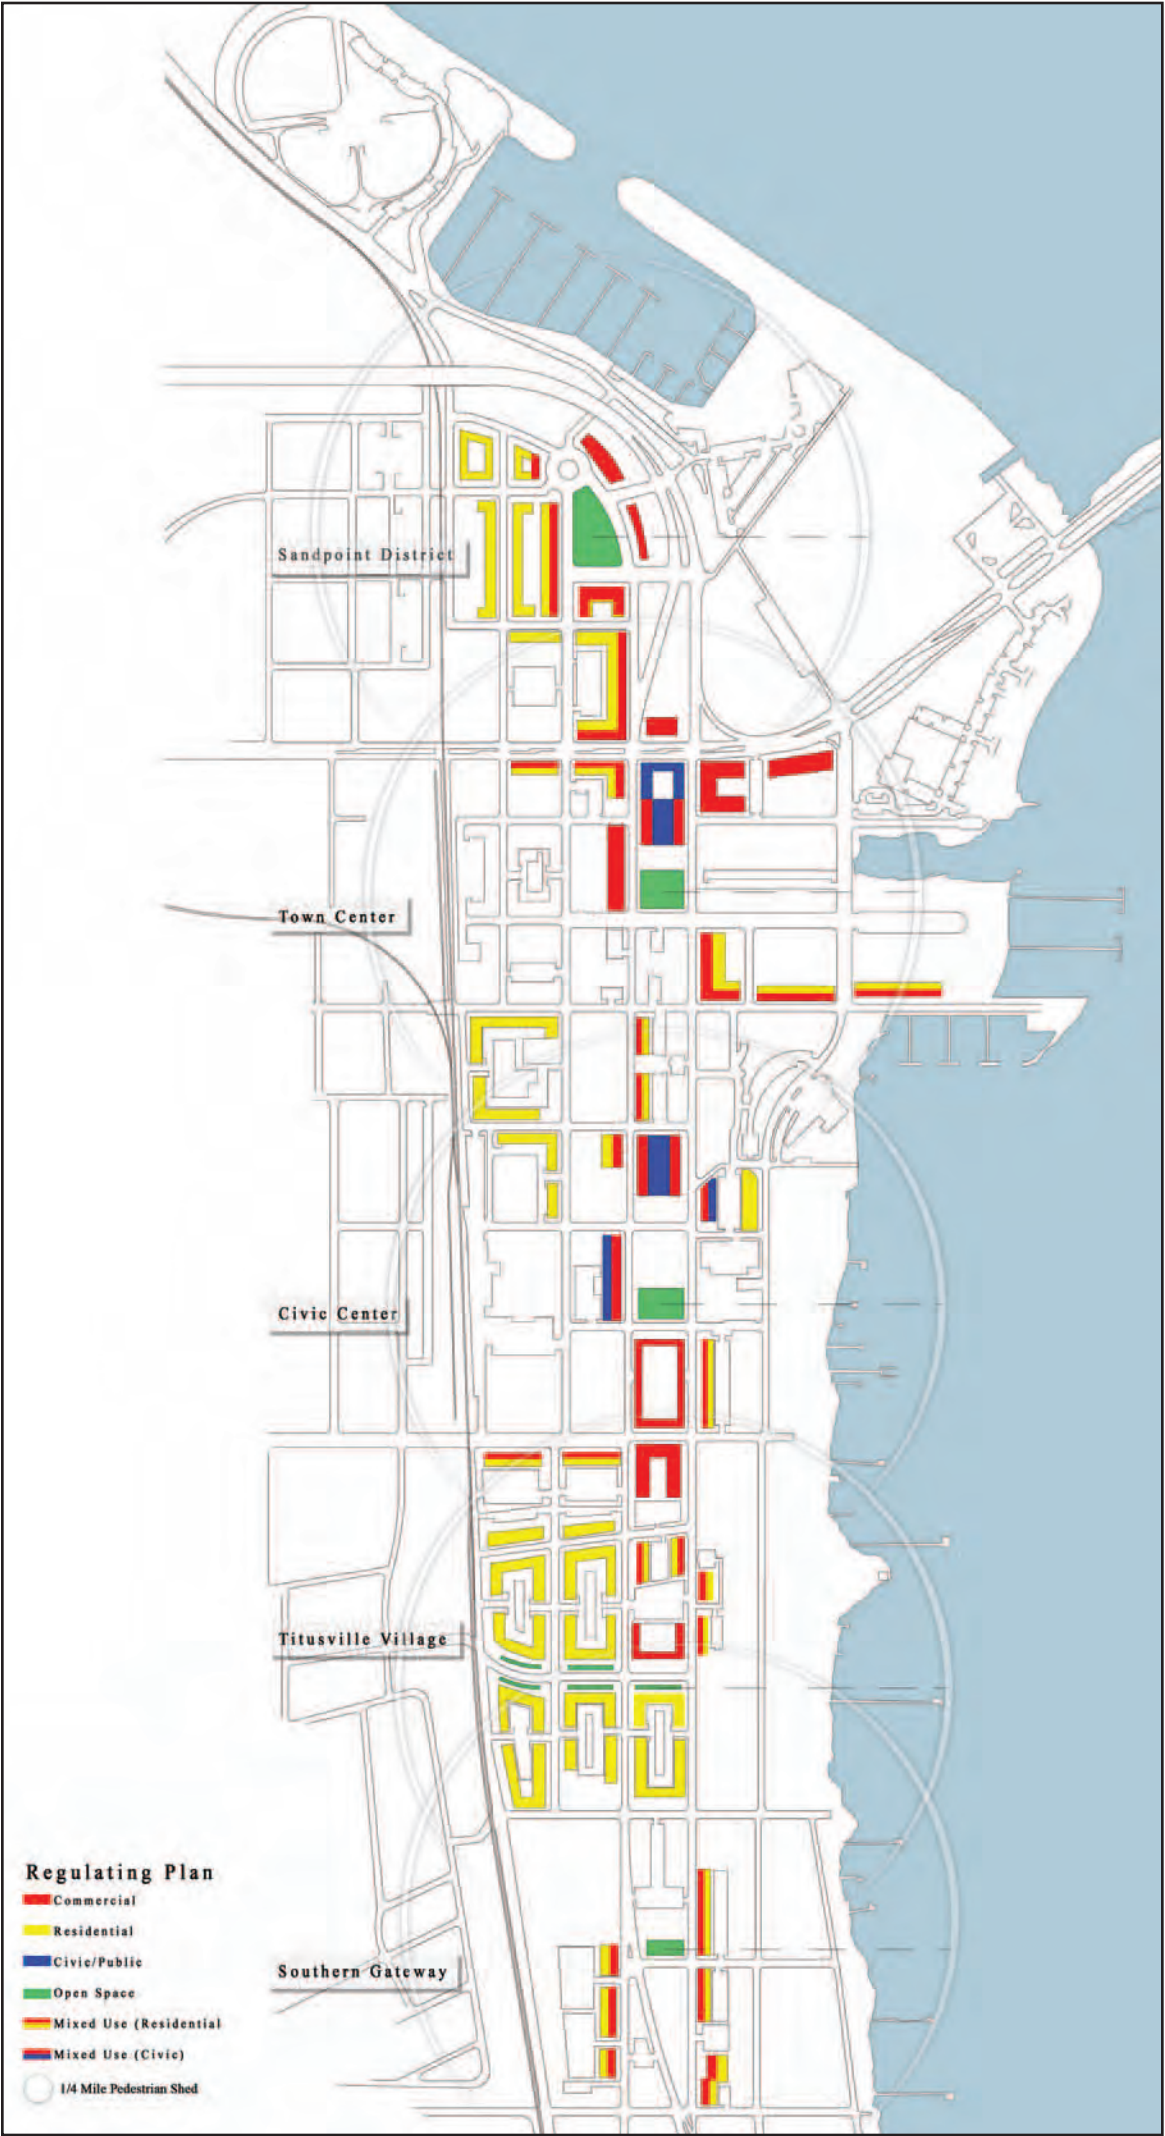 Sandpoint District
Town Center
Civic Center
Titusville Village
Southern Gateway
Regulating Plan
Commercial
Residential
Civic/Public
Open Space
Mixed Use (Residential
Mixed Use (Civic)
1/4 Mile Pedestrian Shed